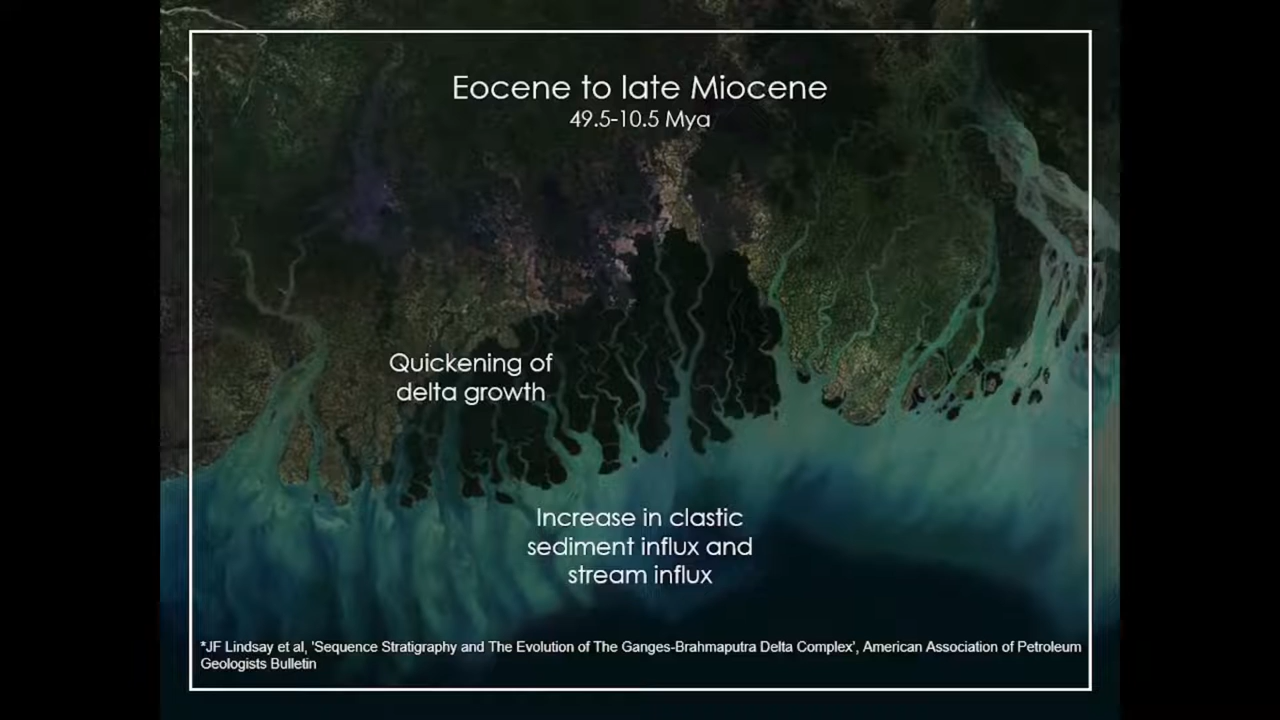 Eocene to late Miocene
49.5-10.5 Mya
Quickening of
delta growth
Increase in clastic
sediment influx and
stream influx
*JF Lindsay et al, 'Sequence Stratigraphy and The Evolution of The Ganges-Brahmaputra Delta Complex', American Association of Petroleum
Geologists Bulletin